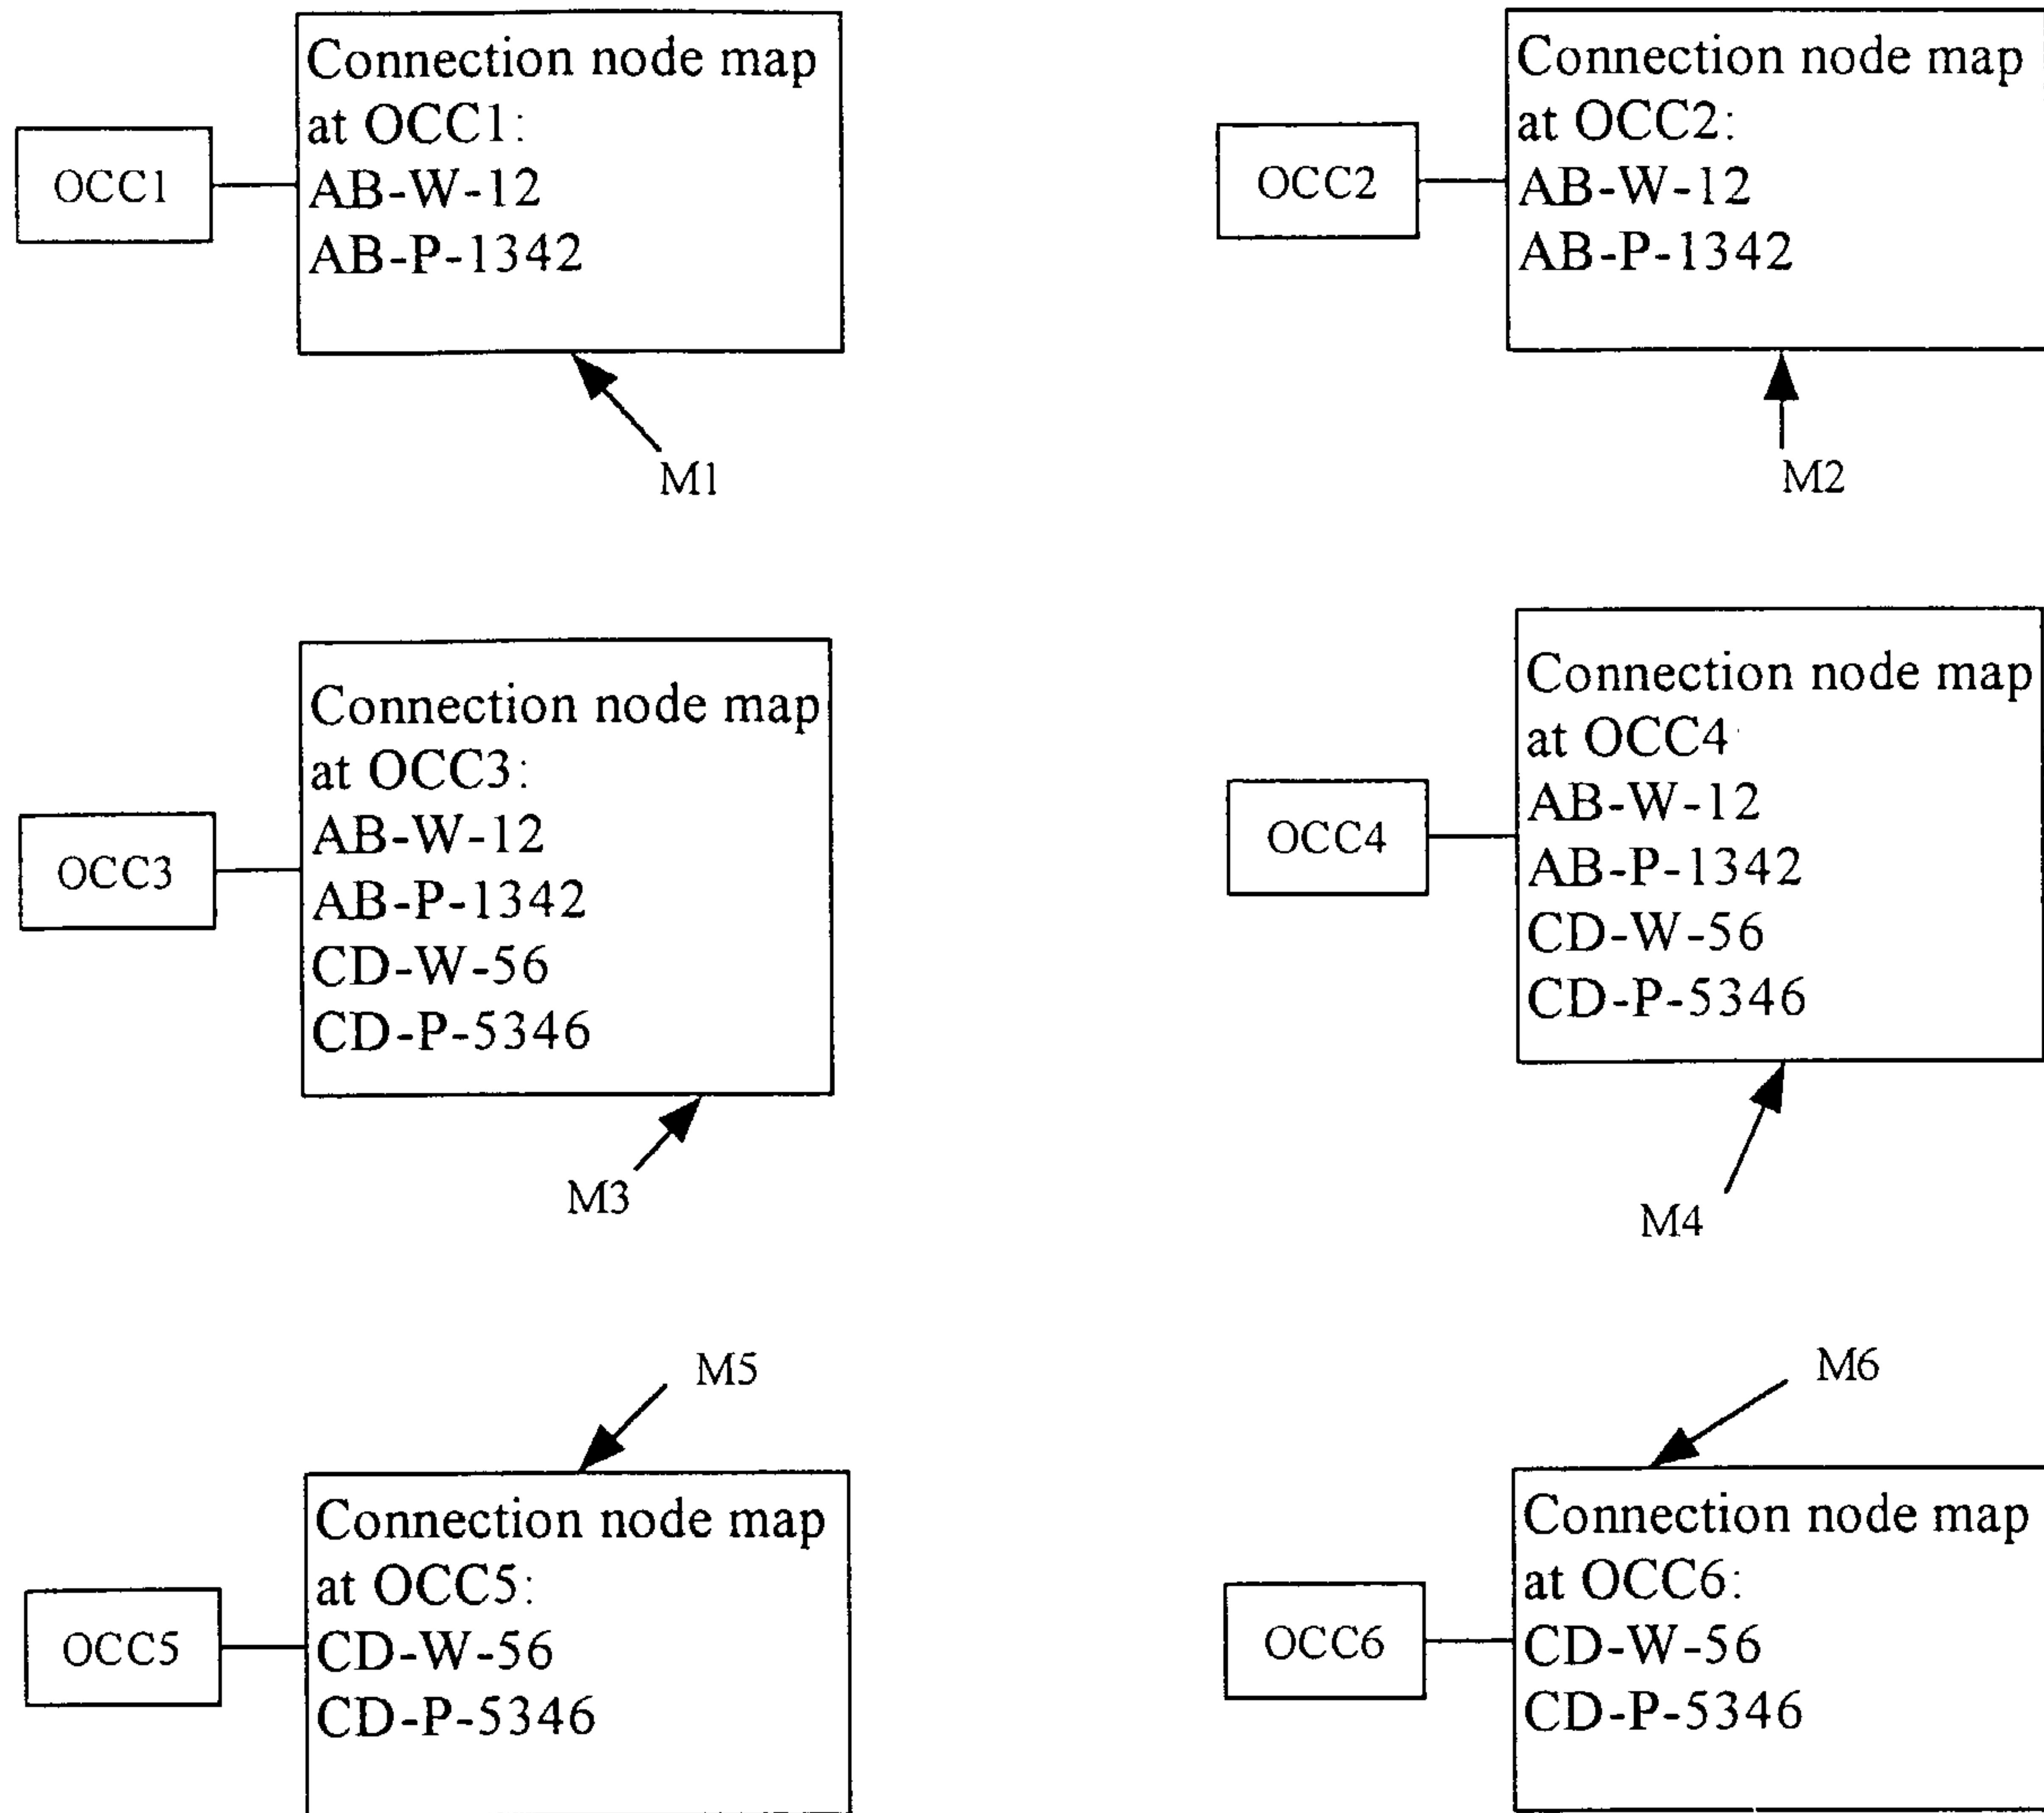 OCC1
Connection node map
at OCC1:
AB-W-12
AB-P-1342
M1
OCC2
Connection node map
at OCC2:
AB-W-12
AB-P-1342
M2
OCC3
Connection node map
at OCC3:
AB-W-12
AB-P-1342
CD-W-56
CD-P-5346
M3
OCC4
Connection node map
at OCC4
AB-W-12
AB-P-1342
CD-W-56
CD-P-5346
M4
M5
OCC5
Connection node map
at OCC5:
CD-W-56
CD-P-5346
M6
OCC6
Connection node map
at OCC6:
CD-W-56
CD-P-5346